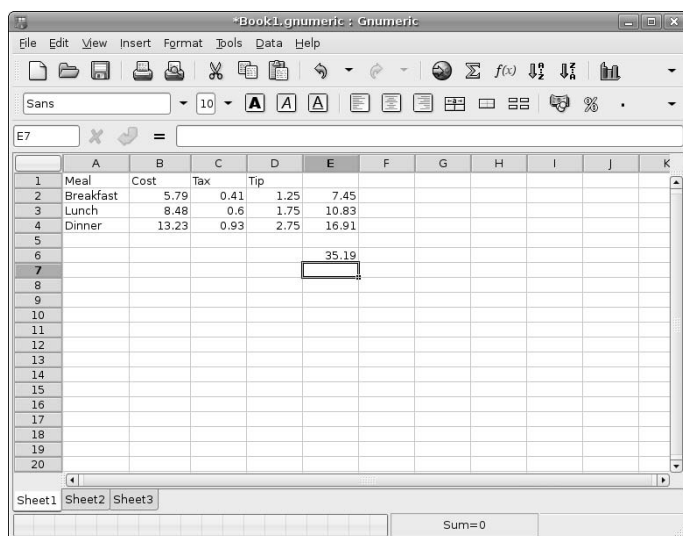 *Book1.gnumeric : Gnumeric
File Edit View Insert Format Tools Data Help
f(x)
Sans 10 A A A %
E7 =
A B C D E F G H I J K
1 Meal Cost Tax Tip
2 Breakfast 5.79 0.41 1.25 7.45
3 Lunch 8.48 0.6 1.75 10.83
4 Dinner 13.23 0.93 2.75 16.91
5
6 35.19
7
8
9
10
11
12
13
14
15
16
17
18
19
20
Sheet1 Sheet2 Sheet3
Sum=0